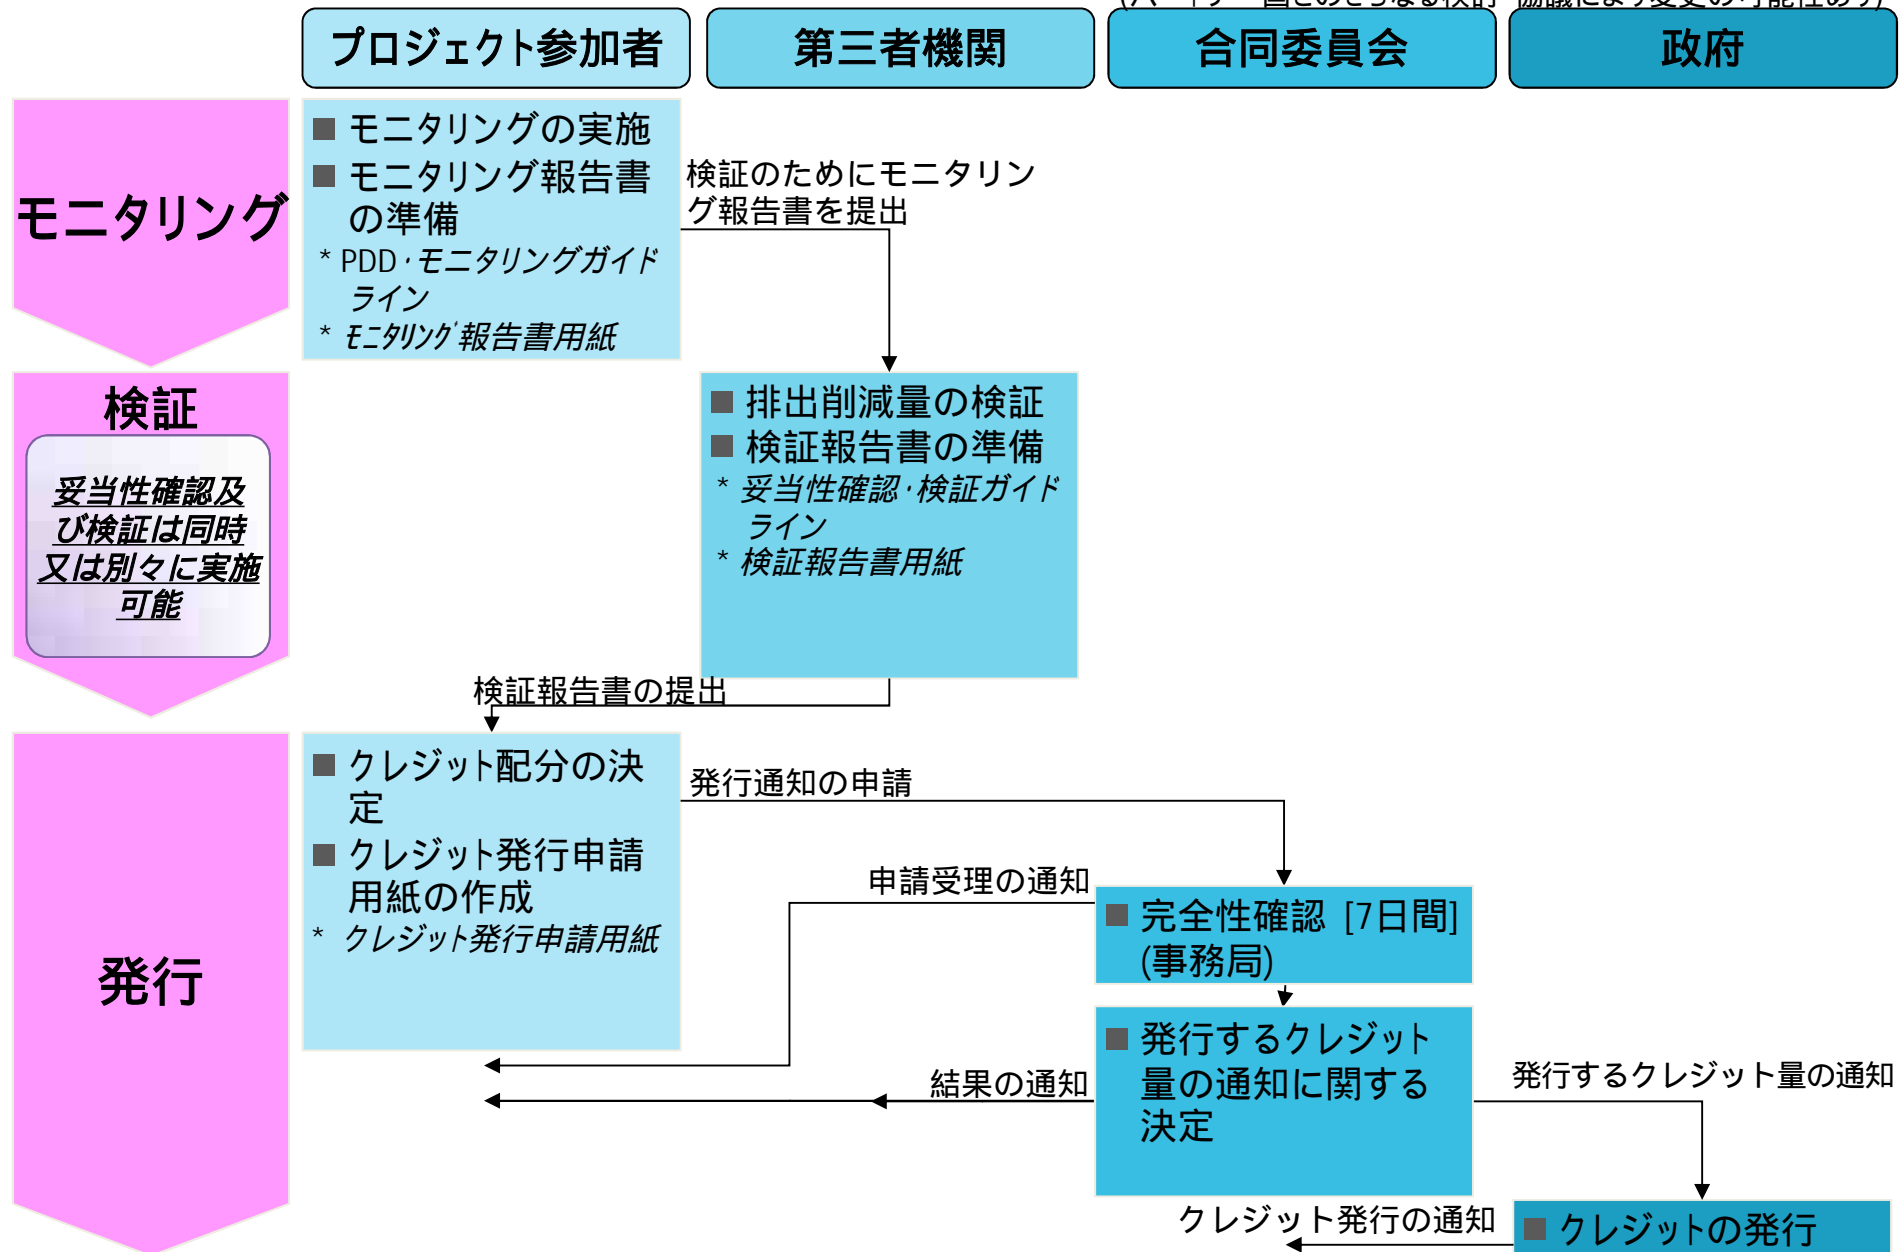 プロジェクト参加者
第三者機関
合同委員会
政府
モニタリング
■ モニタリングの実施
■ モニタリング報告書
の準備
* PDD・モニタリングガイド
ライン
* ﾓﾆﾀﾘﾝｸﾞ報告書用紙
検証のためにモニタリン
グ報告書を提出
検証
妥当性確認及
び検証は同時
又は別々に実施
可能
■ 排出削減量の検証
■ 検証報告書の準備
* 妥当性確認・検証ガイド
ライン
* 検証報告書用紙
検証報告書の提出
発行
■ クレジット配分の決
定
■ クレジット発行申請
用紙の作成
* クレジット発行申請用紙
発行通知の申請
申請受理の通知
■ 完全性確認 [7日間]
(事務局)
■ 発行するクレジット
量の通知に関する
決定
結果の通知
発行するクレジット量の通知
クレジット発行の通知
■ クレジットの発行